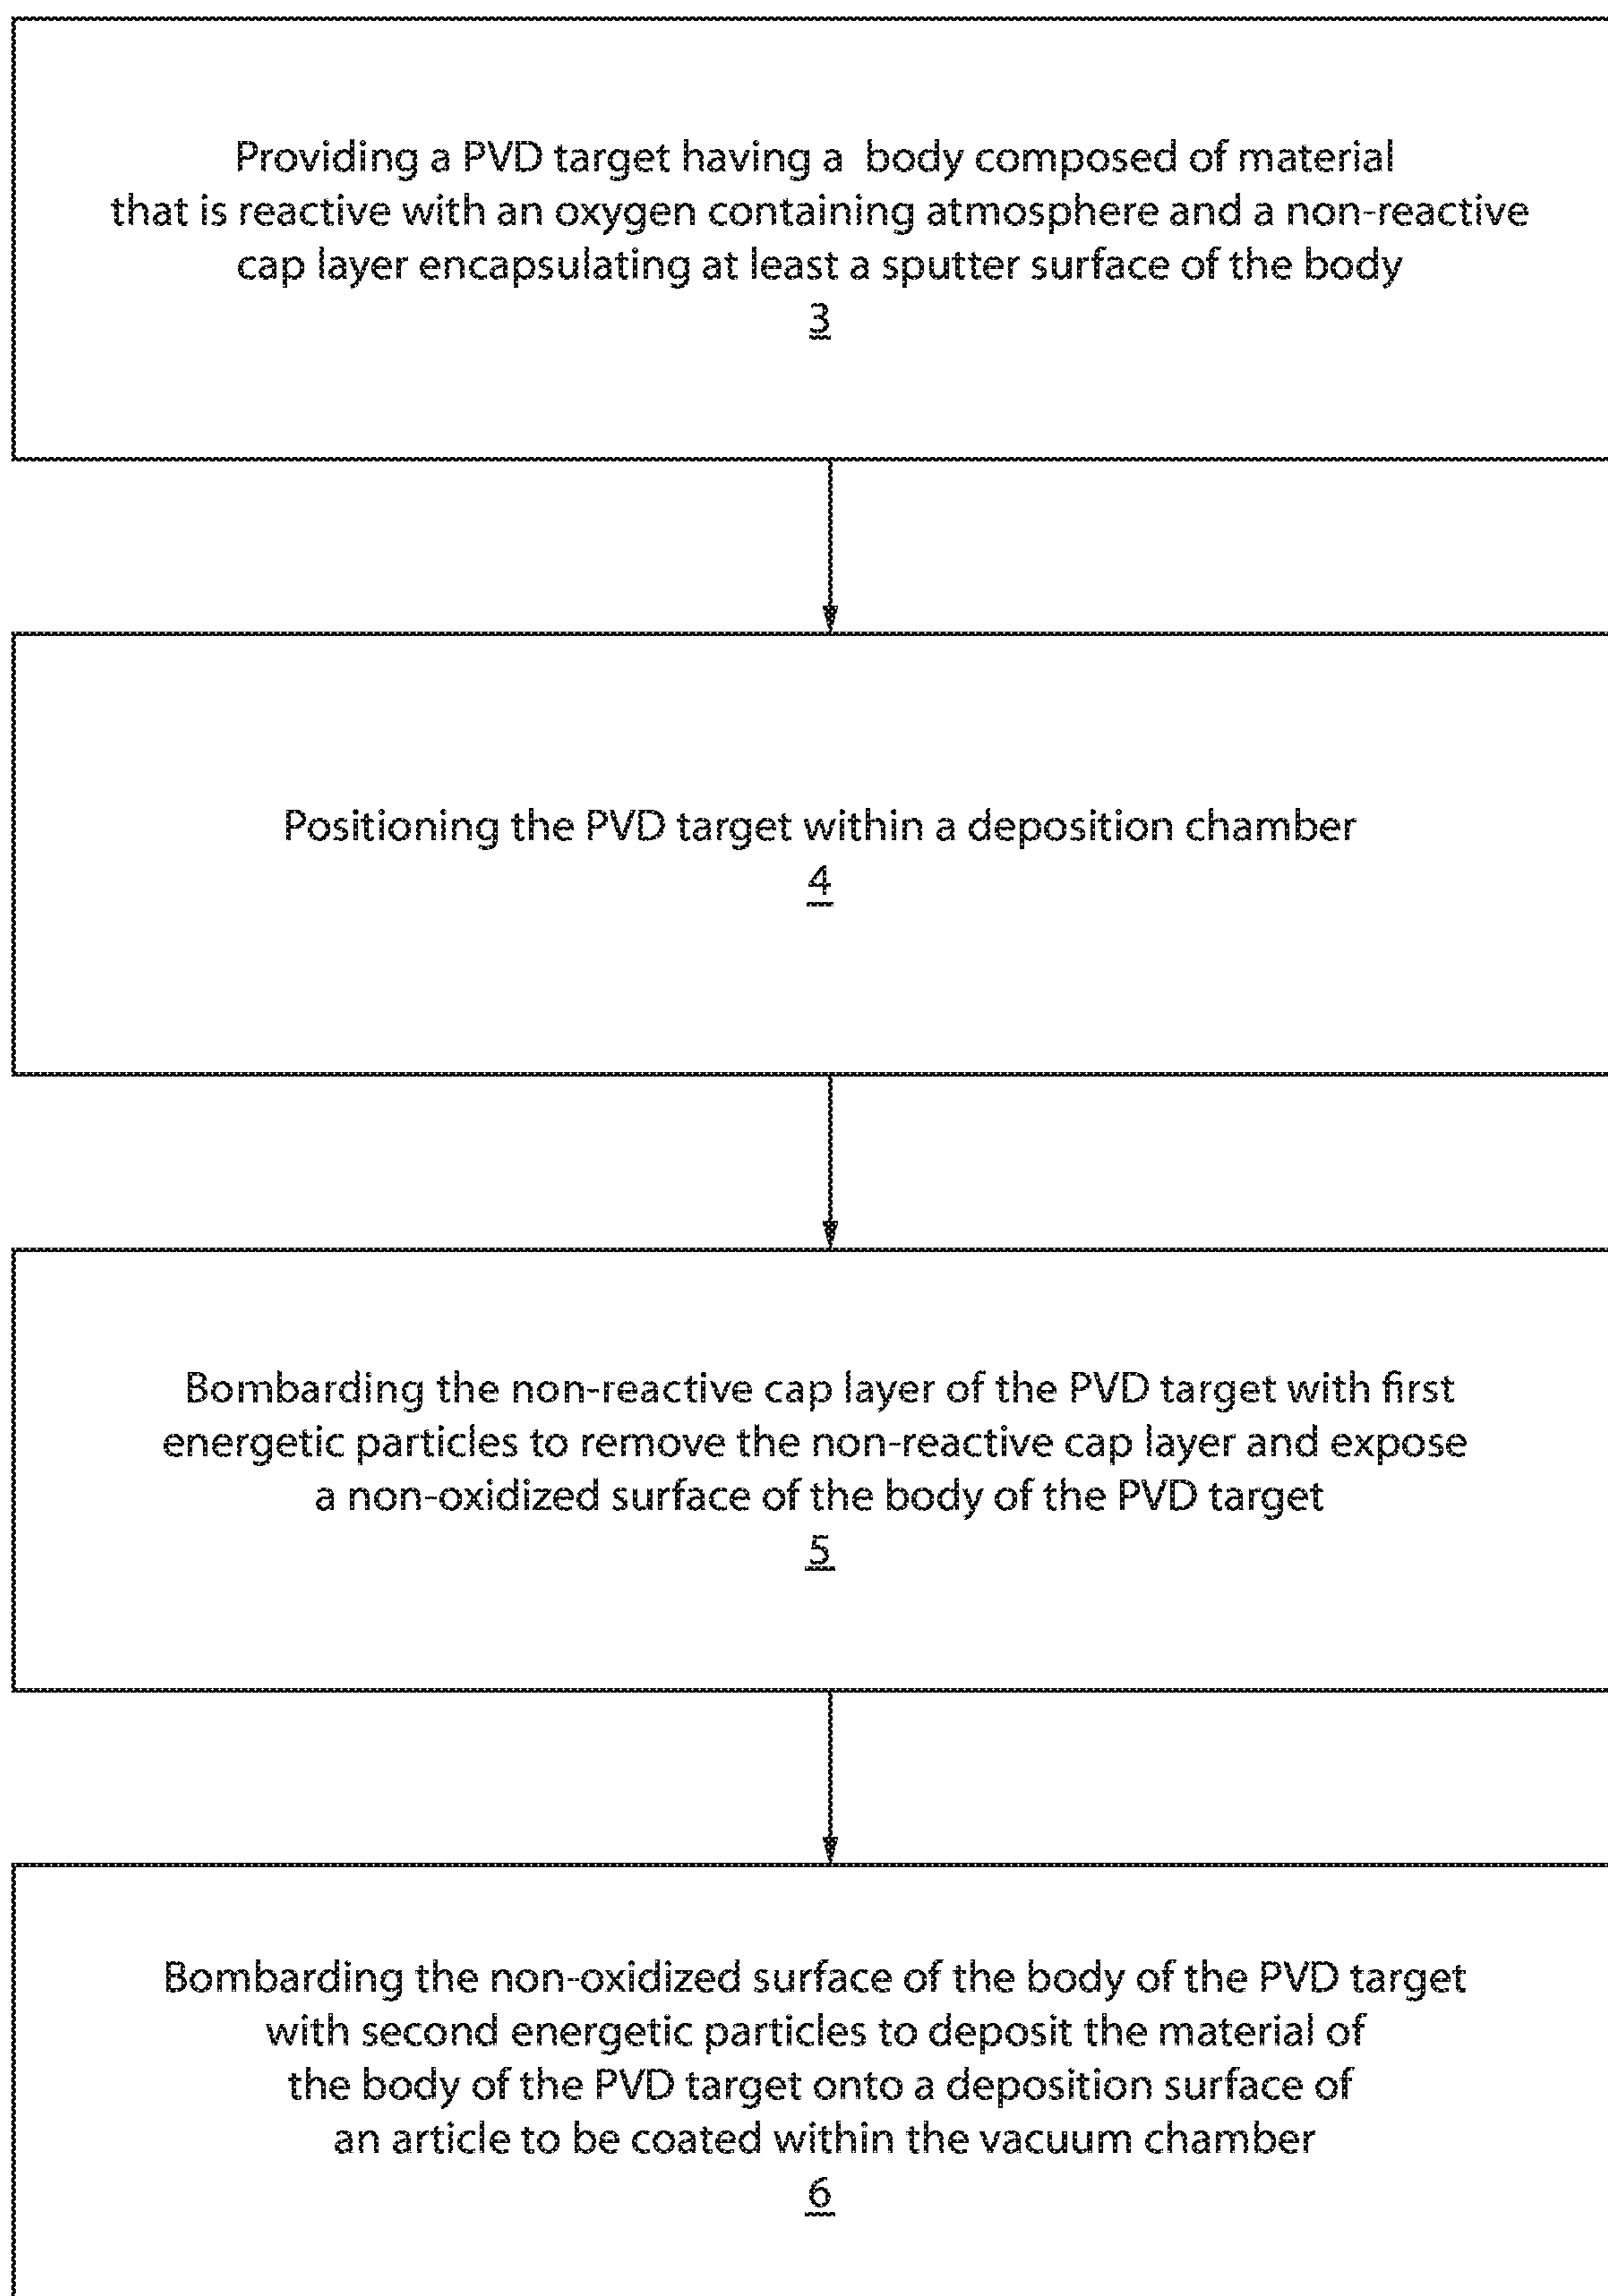 Providing a PVD target having a body composed of material
that is reactive with an oxygen containing atmosphere and a non-reactive
cap layer encapsulating at least a sputter surface of the body
3
Positioning the PVD target within a deposition chamber
4
Bombarding the non-reactive cap layer of the PVD target with first
energetic particles to remove the non-reactive cap layer and expose
a non-oxidized surface of the body of the PVD target
5
Bombarding the non-oxidized surface of the body of the PVD target
with second energetic particles to deposit the material of
the body of the PVD target onto a deposition surface of
an article to be coated within the vacuum chamber
6